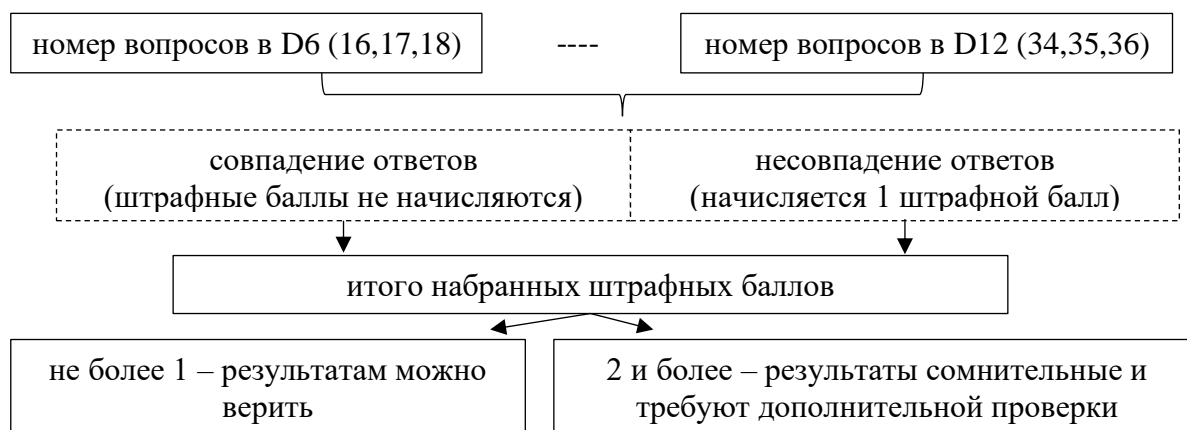 номер вопросов в D6 (16,17,18)
----
номер вопросов в D12 (34,35,36)
совпадение ответов
(штрафные баллы не начисляются)
несовпадение ответов
(начисляется 1 штрафной балл)
итого набранных штрафных баллов
не более 1 – результатам можно
верить
2 и более – результаты сомнительные и
требуют дополнительной проверки